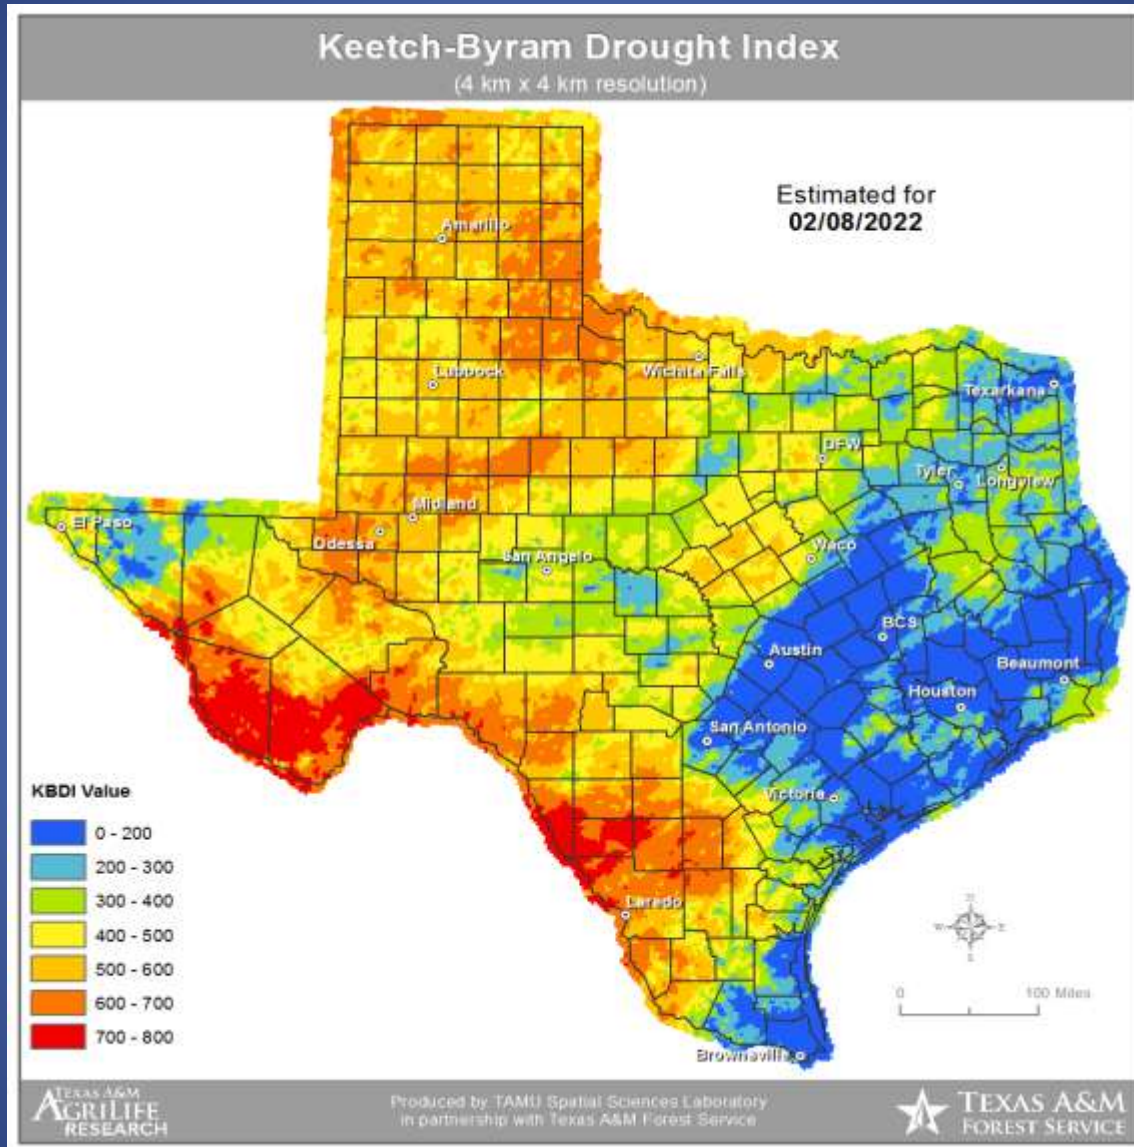 Keetch-Byram Drought Index
(4 km x 4 km resolution)
Estimated for
02/08/2022
Amarillo
Lubbock
Wichita Falls
Texarkana
DFW
Tyler
Longview
El Paso
Midland
Odessa
San Angelo
Waco
BCS
Austin
Beaumont
Houston
San Antonio
Victoria
Laredo
Brownsville
KBDI Value
0 - 200
200 - 300
300 - 400
400 - 500
500 - 600
600 - 700
700 - 800
N
W
E
S
0 100 Miles
TEXAS A&M
AGRILIFE
RESEARCH
Produced by TAMU Spatial Sciences Laboratory
in partnership with Texas A&M Forest Service
TEXAS A&M
FOREST SERVICE